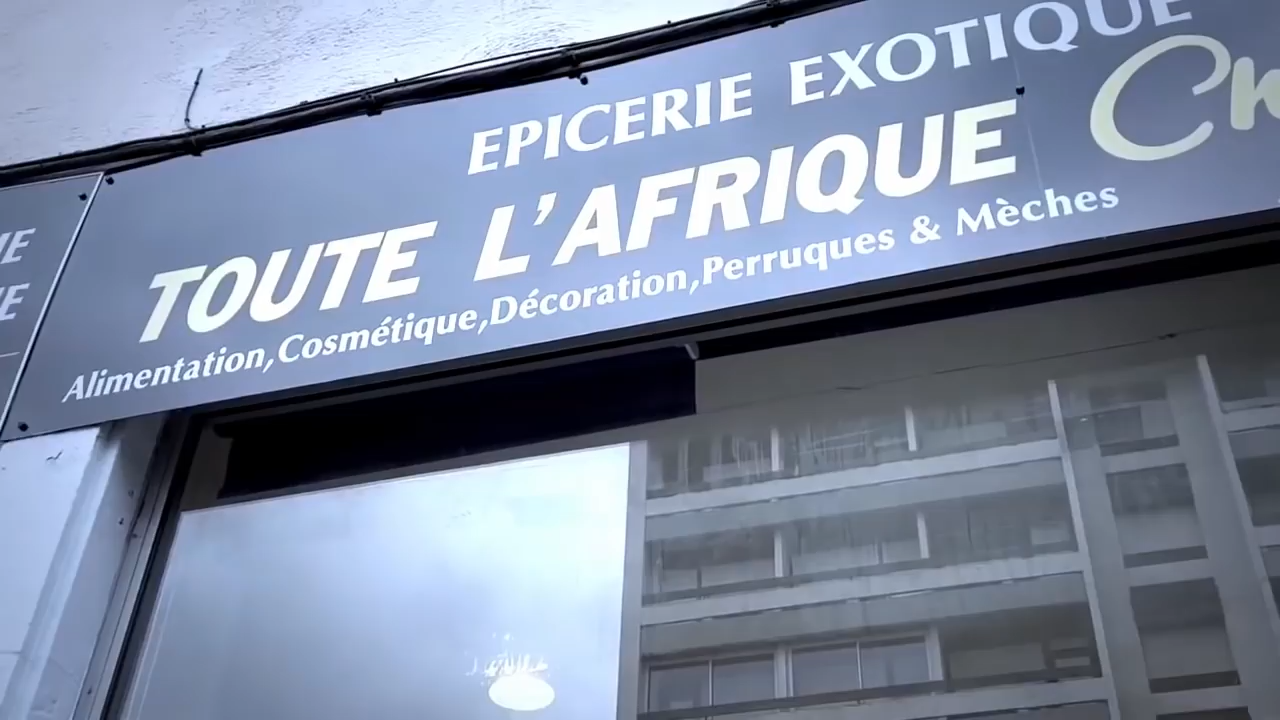 EPICERIE EXOTIQUE
TOUTE L'AFRIQUE
Alimentation,Cosmétique,Décoration,Perruques & Mèches